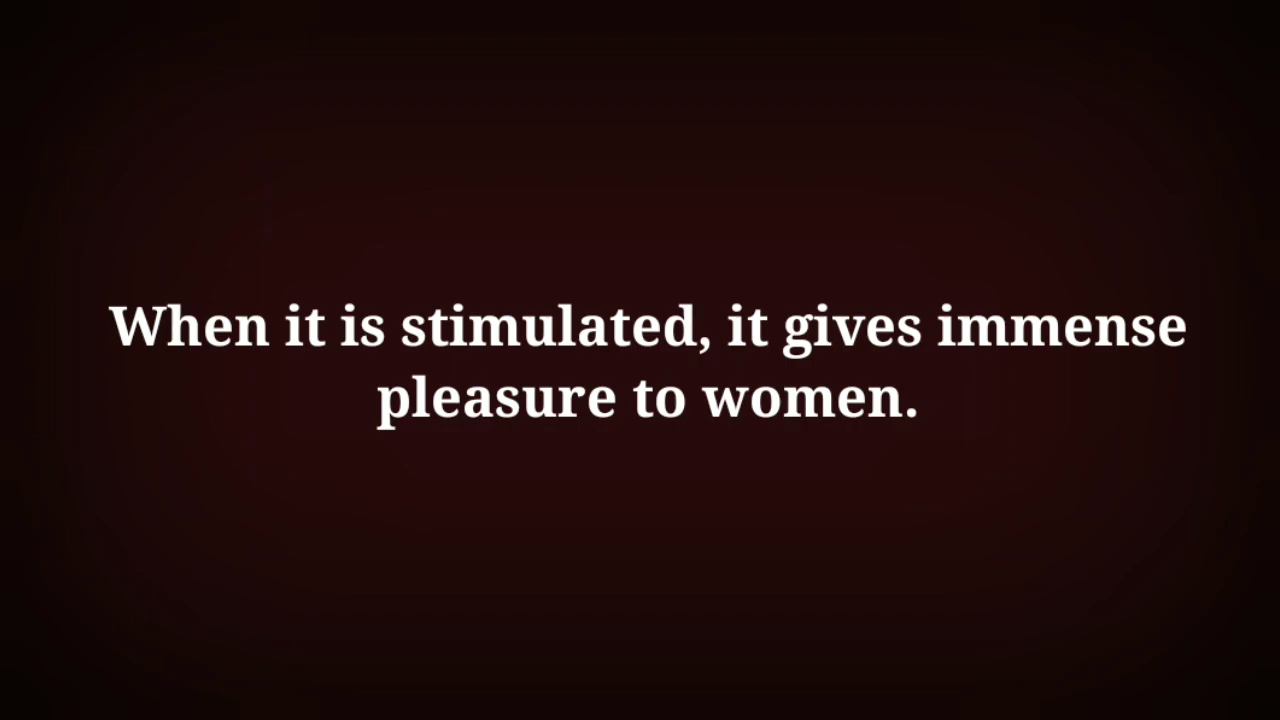 When it is stimulated, it gives immense
pleasure to women.